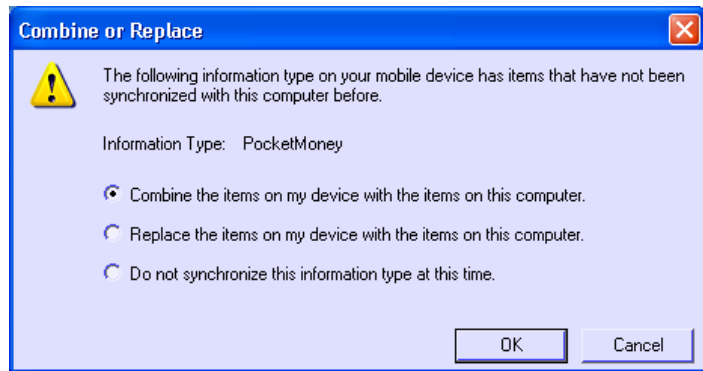 Combine or Replace
The following information type on your mobile device has items that have not been
synchronized with this computer before.
Information Type: PocketMoney
Combine the items on my device with the items on this computer.
Replace the items on my device with the items on this computer.
Do not synchronize this information type at this time.
OK Cancel